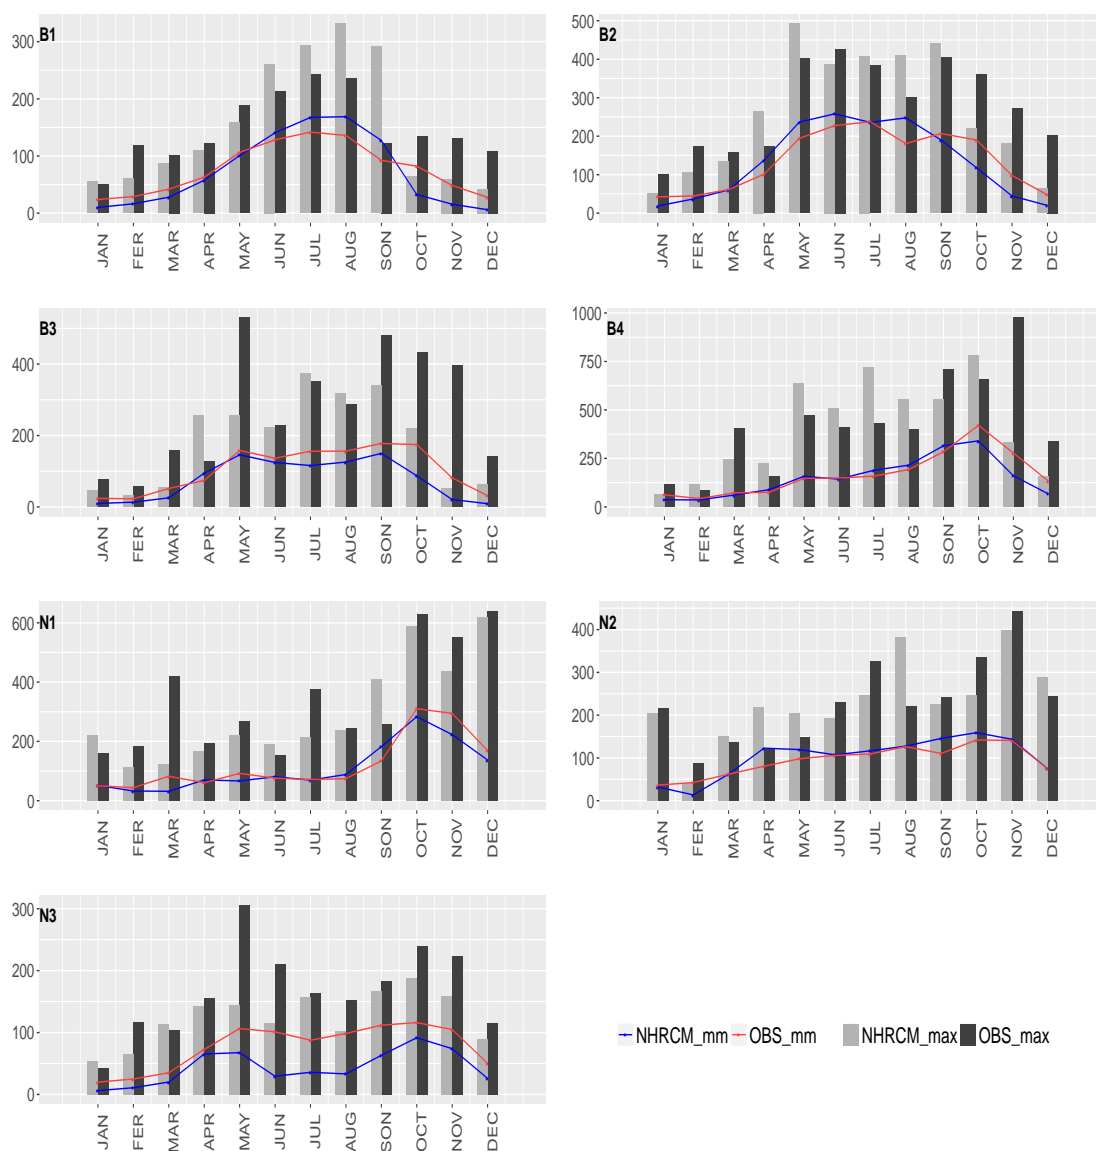 B1
300
200
100
0
JAN FER MAR APR MAY JUN JUL AUG SON OCT NOV DEC
B2
500
400
300
200
100
0
JAN FER MAR APR MAY JUN JUL AUG SON OCT NOV DEC
B3
400
200
0
JAN FER MAR APR MAY JUN JUL AUG SON OCT NOV DEC
B4
1000
750
500
250
0
JAN FER MAR APR MAY JUN JUL AUG SON OCT NOV DEC
N1
600
400
200
0
JAN FER MAR APR MAY JUN JUL AUG SON OCT NOV DEC
N2
400
300
200
100
0
JAN FER MAR APR MAY JUN JUL AUG SON OCT NOV DEC
N3
300
200
100
0
JAN FER MAR APR MAY JUN JUL AUG SON OCT NOV DEC
NHRCM_mm OBS_mm NHRCM_max OBS_max